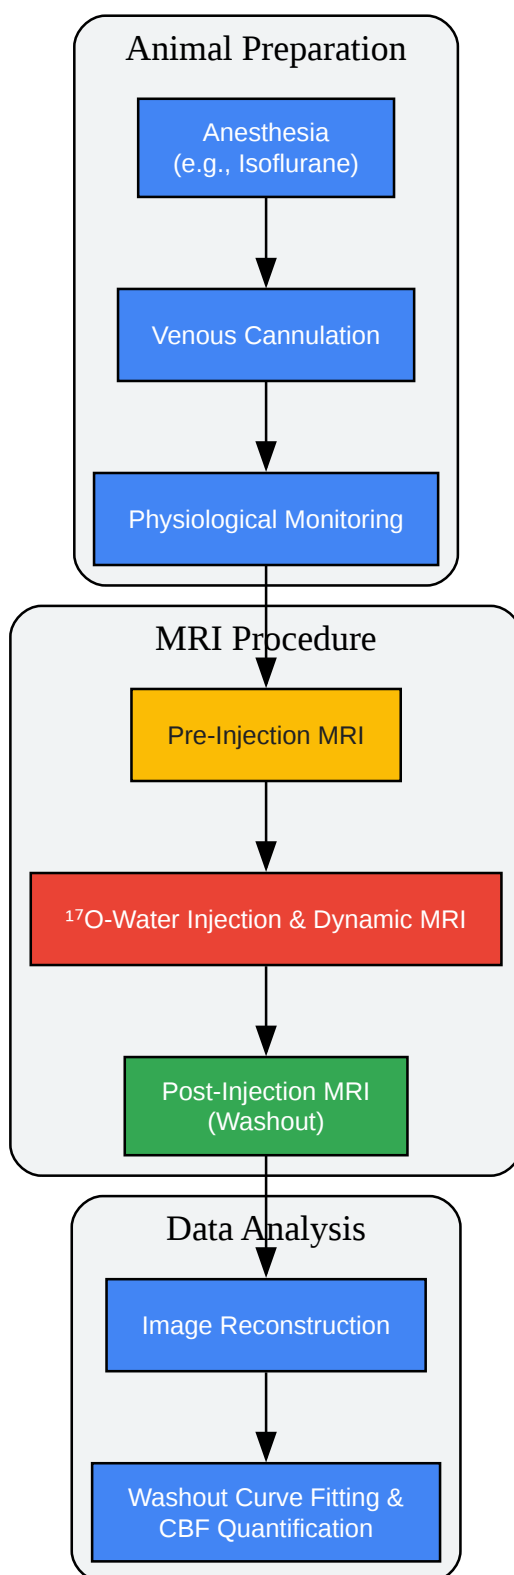 Animal Preparation
Anesthesia
(e.g., Isoflurane)
Venous Cannulation
Physiological Monitoring
MRI Procedure
Pre-Injection MRI
¹⁷O-Water Injection & Dynamic MRI
Post-Injection MRI
(Washout)
Data Analysis
Image Reconstruction
Washout Curve Fitting &
CBF Quantification